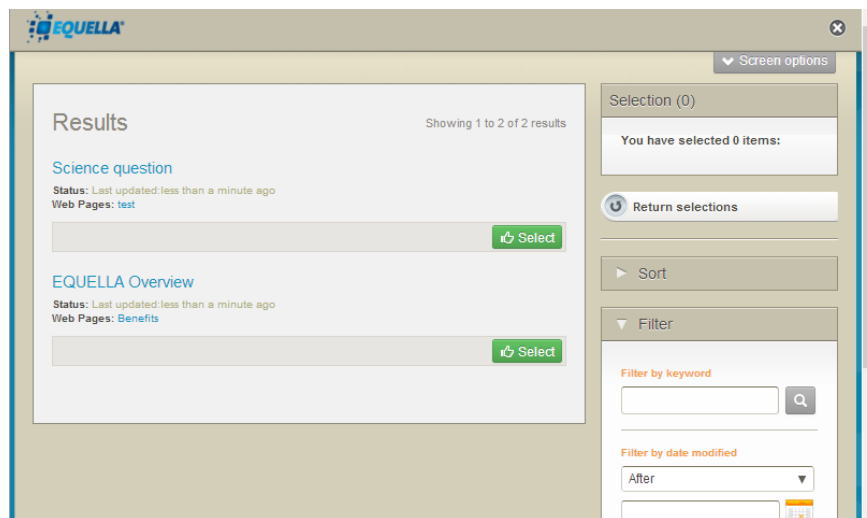 EQUELLA
Screen options
Results
Showing 1 to 2 of 2 results
Science question
Status: Last updated:less than a minute ago
Web Pages: test
Select
EQUELLA Overview
Status: Last updated:less than a minute ago
Web Pages: Benefits
Select
Selection (0)
You have selected 0 items:
Return selections
Sort
Filter
Filter by keyword
Filter by date modified
After